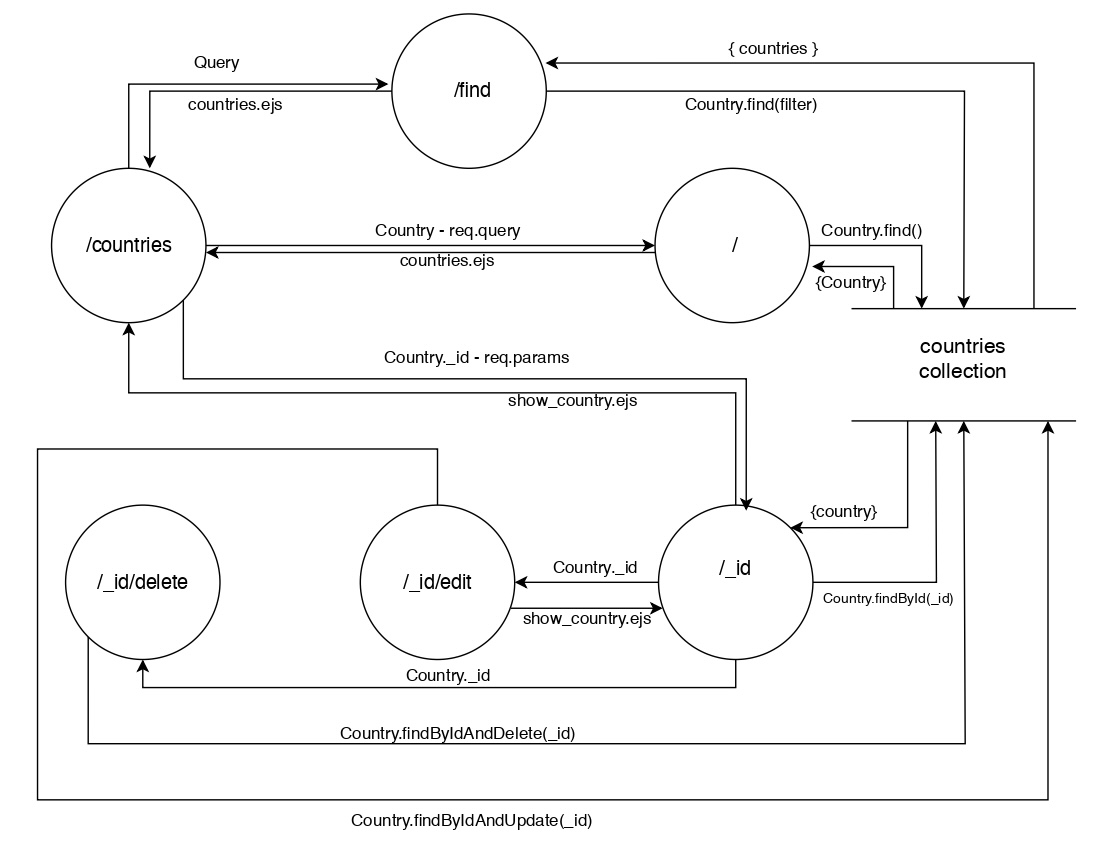 { countries }
Query
/find
countries.ejs
Country.find(filter)
/countries
Country - req.query
countries.ejs
/
Country.find()
{Country}
countries
collection
Country._id - req.params
show_country.ejs
{country}
/_id/delete
/_id/edit
Country._id
/_id
show_country.ejs
Country.findById(_id)
Country._id
Country.findByIdAndDelete(_id)
Country.findByIdAndUpdate(_id)